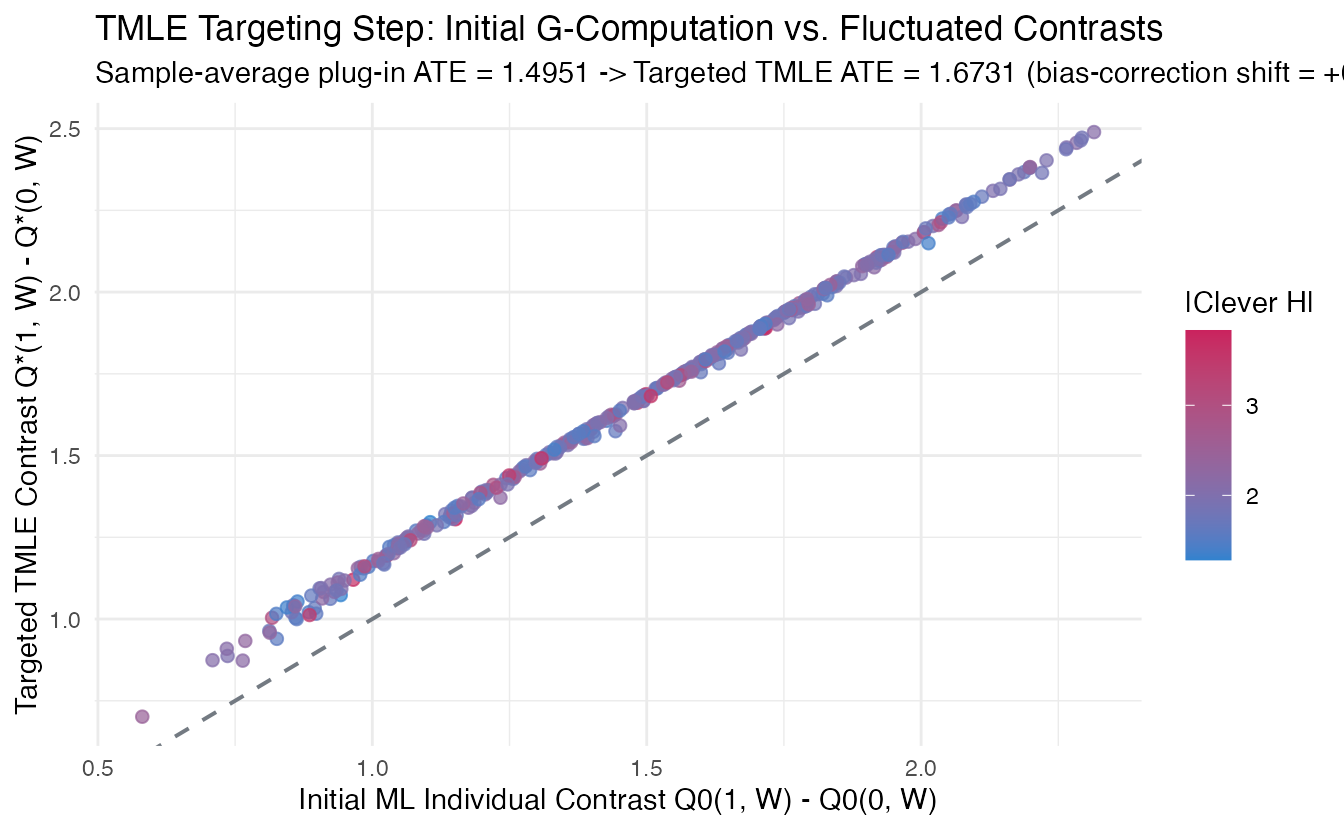 TMLE Targeting Step: Initial G-Computation vs. Fluctuated Contrasts
Sample-average plug-in ATE = 1.4951 -> Targeted TMLE ATE = 1.6731 (bias-correction shift = +
Targeted TMLE Contrast Q*(1, W) - Q*(0, W)
2.5
2.0
1.5
1.0
0.5
1.0
1.5
2.0
Initial ML Individual Contrast Q0(1, W) - Q0(0, W)
|Clever H|
3
2